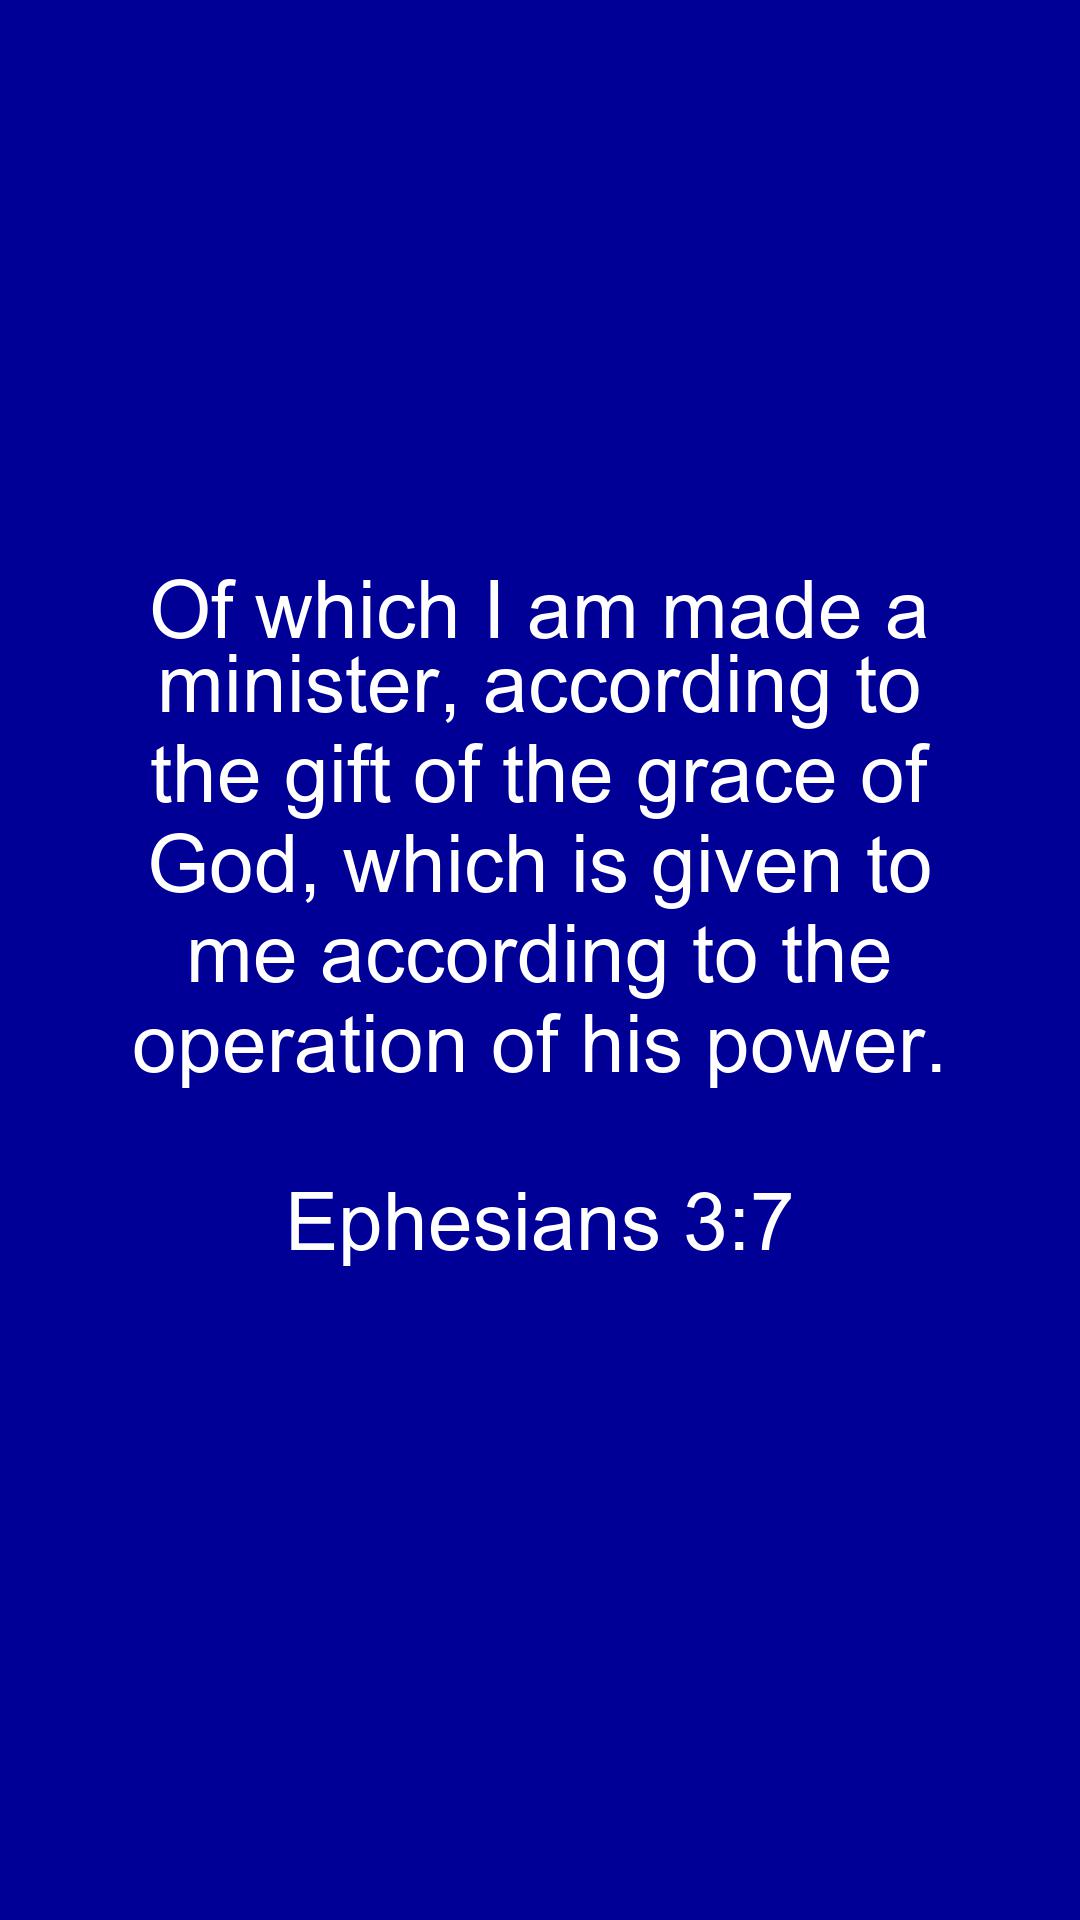 Of which I am made a
minister, according to
the gift of the grace of
God, which is given to
me according to the
operation of his power.
Ephesians 3:7